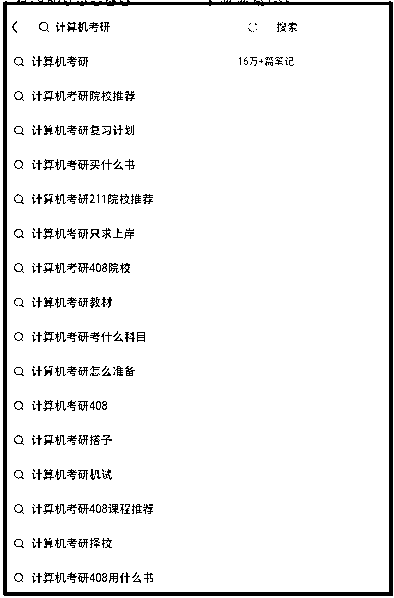 计算机考研 搜索
计算机考研 16万+篇笔记
计算机考研院校推荐
计算机考研复习计划
计算机考研买什么书
计算机考研211院校推荐
计算机考研只求上岸
计算机考研408院校
计算机考研教材
计算机考研考什么科目
计算机考研怎么准备
计算机考研408
计算机考研搭子
计算机考研机试
计算机考研408课程推荐
计算机考研择校
计算机考研408用什么书